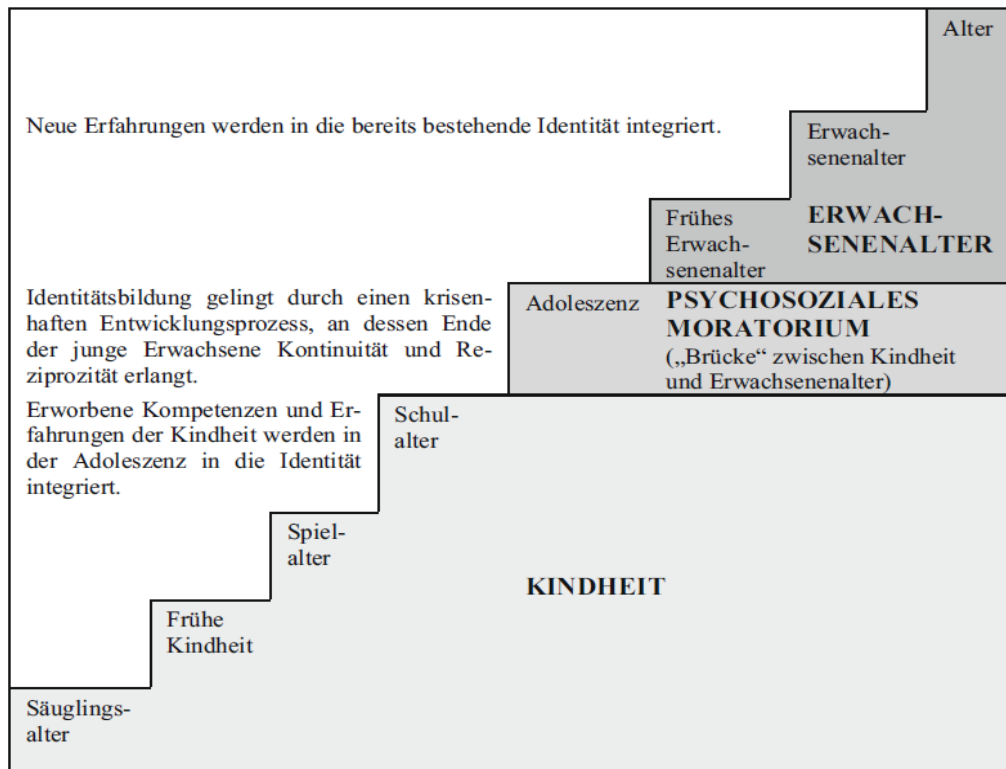 Alter
Neue Erfahrungen werden in die bereits bestehende Identität integriert.
Erwach-
senenalter
Frühes
Erwach-
senenalter
ERWACH-
SENENALTER
Identitätsbildung gelingt durch einen krisen-
haften Entwicklungsprozess, an dessen Ende
der junge Erwachsene Kontinuität und Re-
ziprozität erlangt.
Adoleszenz
PSYCHOSOZIALES
MORATORIUM
(„Brücke“ zwischen Kindheit
und Erwachsenenalter)
Erworbene Kompetenzen und Er-
fahrungen der Kindheit werden in
der Adoleszenz in die Identität
integriert.
Schul-
alter
Spiel-
alter
KINDHEIT
Frühe
Kindheit
Säuglings-
alter